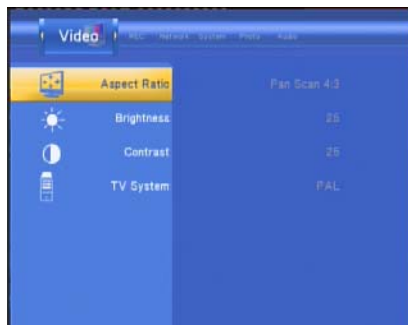 Video REC Network System Photo Audio
Aspect Ratio Pan Scan 4:3
Brightness 25
Contrast 25
TV System PAL